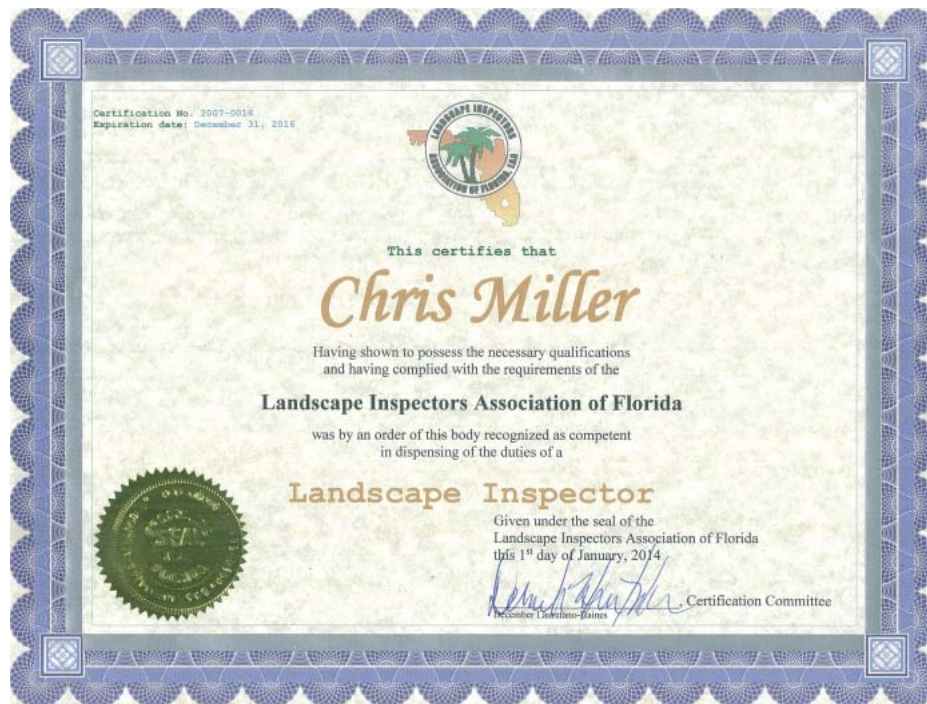 Certification No. 2007-0016
Expiration date: December 31, 2016
LANDSCAPE INSPECTORS
ASSOCIATION OF FLORIDA,
This certifies that
Chris Miller
Having shown to possess the necessary qualifications
and having complied with the requirements of the
Landscape Inspectors Association of Florida
was by an order of this body recognized as competent
in dispensing of the duties of a
Landscape Inspector
Given under the seal of the
Landscape Inspectors Association of Florida
this 1st day of January, 2014
Certification Committee
December